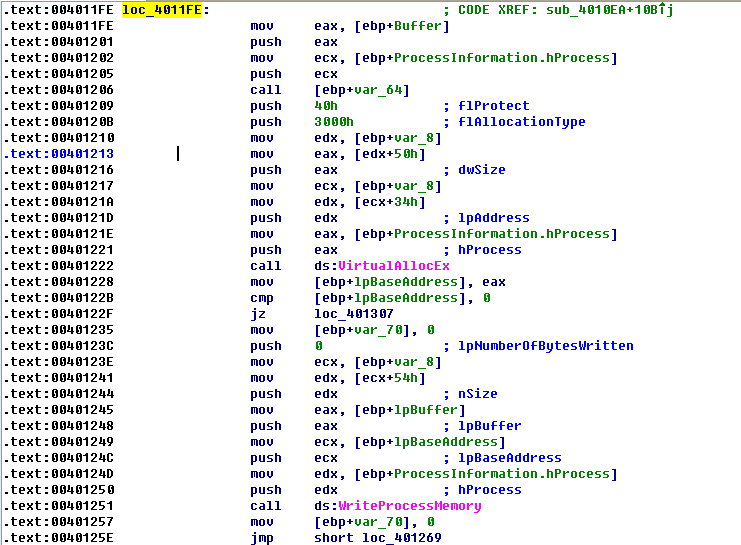 .text:004011FE loc_4011FE: ; CODE XREF: sub_4010EA+10B↑j
.text:004011FE mov eax, [ebp+Buffer]
.text:00401201 push eax
.text:00401202 mov ecx, [ebp+ProcessInformation.hProcess]
.text:00401205 push ecx
.text:00401206 call [ebp+var_64]
.text:00401209 push 40h ; flProtect
.text:0040120B push 3000h ; flAllocationType
.text:00401210 mov edx, [ebp+var_8]
.text:00401213 mov eax, [edx+50h]
.text:00401216 push eax ; dwSize
.text:00401217 mov ecx, [ebp+var_8]
.text:0040121A mov edx, [ecx+34h]
.text:0040121D push edx ; lpAddress
.text:0040121E mov eax, [ebp+ProcessInformation.hProcess]
.text:00401221 push eax ; hProcess
.text:00401222 call ds:VirtualAllocEx
.text:00401228 mov [ebp+lpBaseAddress], eax
.text:0040122B cmp [ebp+lpBaseAddress], 0
.text:0040122F jz loc_401307
.text:00401235 mov [ebp+var_70], 0
.text:0040123C push 0 ; lpNumberOfBytesWritten
.text:0040123E mov ecx, [ebp+var_8]
.text:00401241 mov edx, [ecx+54h]
.text:00401244 push edx ; nSize
.text:00401245 mov eax, [ebp+lpBuffer]
.text:00401248 push eax ; lpBuffer
.text:00401249 mov ecx, [ebp+lpBaseAddress]
.text:0040124C push ecx ; lpBaseAddress
.text:0040124D mov edx, [ebp+ProcessInformation.hProcess]
.text:00401250 push edx ; hProcess
.text:00401251 call ds:WriteProcessMemory
.text:00401257 mov [ebp+var_70], 0
.text:0040125E jmp short loc_401269